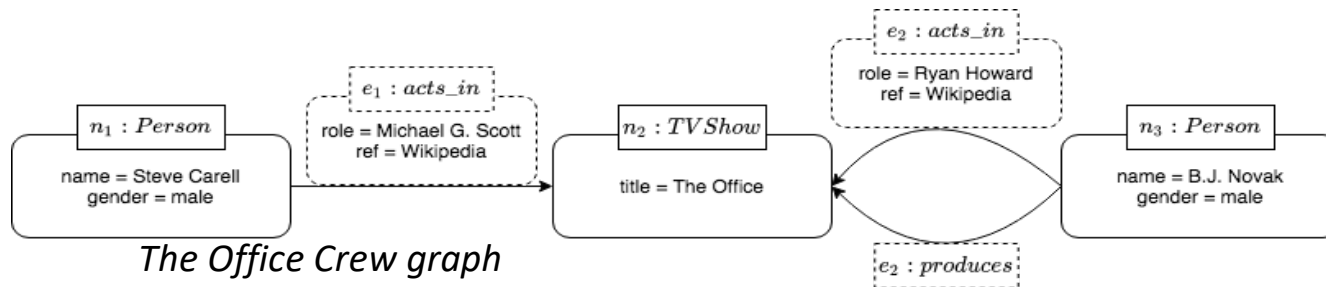 n₁ : Person
name = Steve Carell
gender = male
e₁ : acts_in
role = Michael G. Scott
ref = Wikipedia
n₂ : TVShow
title = The Office
e₂ : acts_in
role = Ryan Howard
ref = Wikipedia
e₂ : produces
n₃ : Person
name = B.J. Novak
gender = male
The Office Crew graph